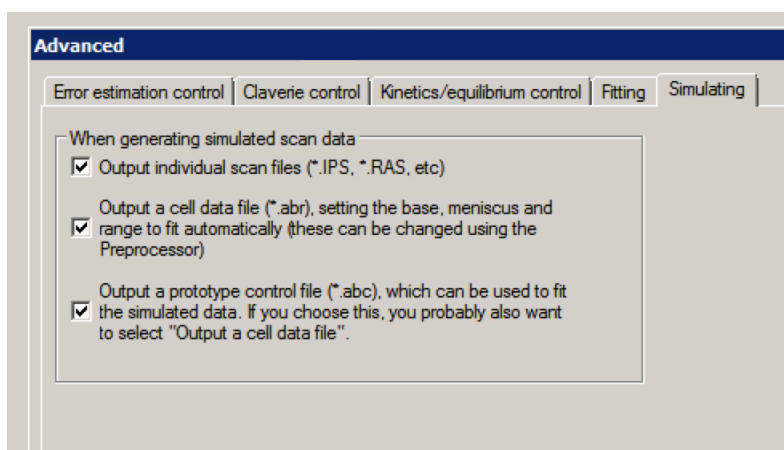 Advanced
Error estimation control Claverie control Kinetics/equilibrium control Fitting Simulating
When generating simulated scan data
Output individual scan files (*.IPS, *.RAS, etc)
Output a cell data file (*.abr), setting the base, meniscus and
range to fit automatically (these can be changed using the
Preprocessor)
Output a prototype control file (*.abc), which can be used to fit
the simulated data. If you choose this, you probably also want
to select "Output a cell data file".